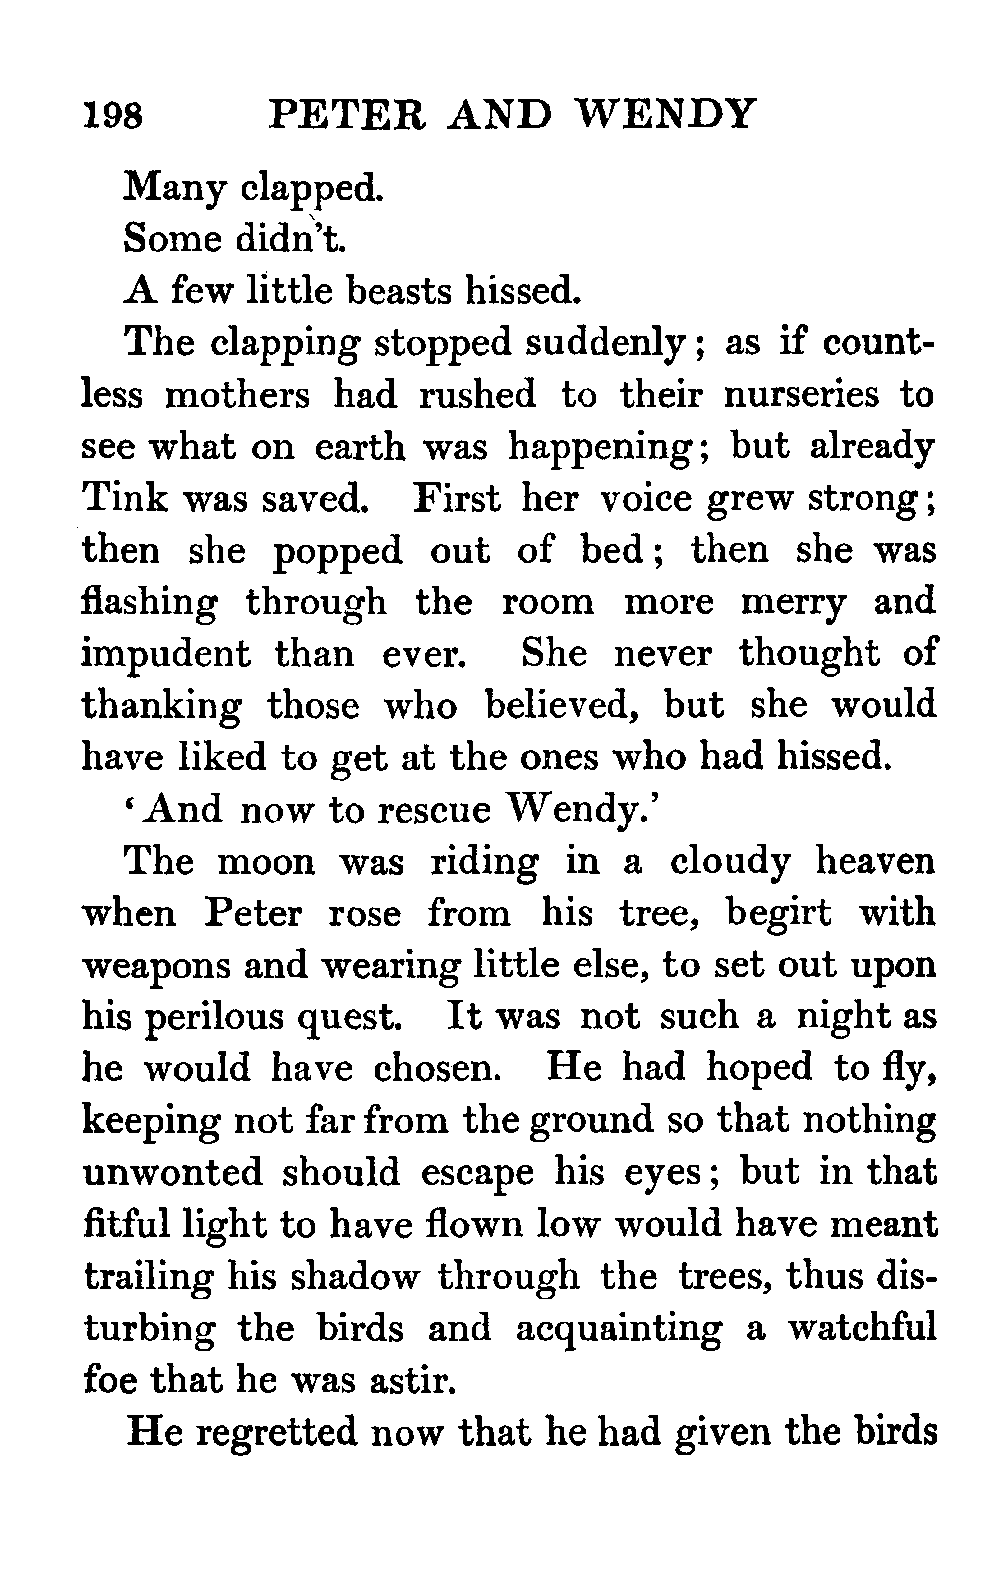 198 PETER AND WENDY
Many clapped.
Some didn't.
A few little beasts hissed.
The clapping stopped suddenly; as if count-
less mothers had rushed to their nurseries to
see what on earth was happening; but already
Tink was saved. First her voice grew strong;
then she popped out of bed; then she was
flashing through the room more merry and
impudent than ever. She never thought of
thanking those who believed, but she would
have liked to get at the ones who had hissed.
‘And now to rescue Wendy.’
The moon was riding in a cloudy heaven
when Peter rose from his tree, begirt with
weapons and wearing little else, to set out upon
his perilous quest. It was not such a night as
he would have chosen. He had hoped to fly,
keeping not far from the ground so that nothing
unwonted should escape his eyes; but in that
fitful light to have flown low would have meant
trailing his shadow through the trees, thus dis-
turbing the birds and acquainting a watchful
foe that he was astir.
He regretted now that he had given the birds